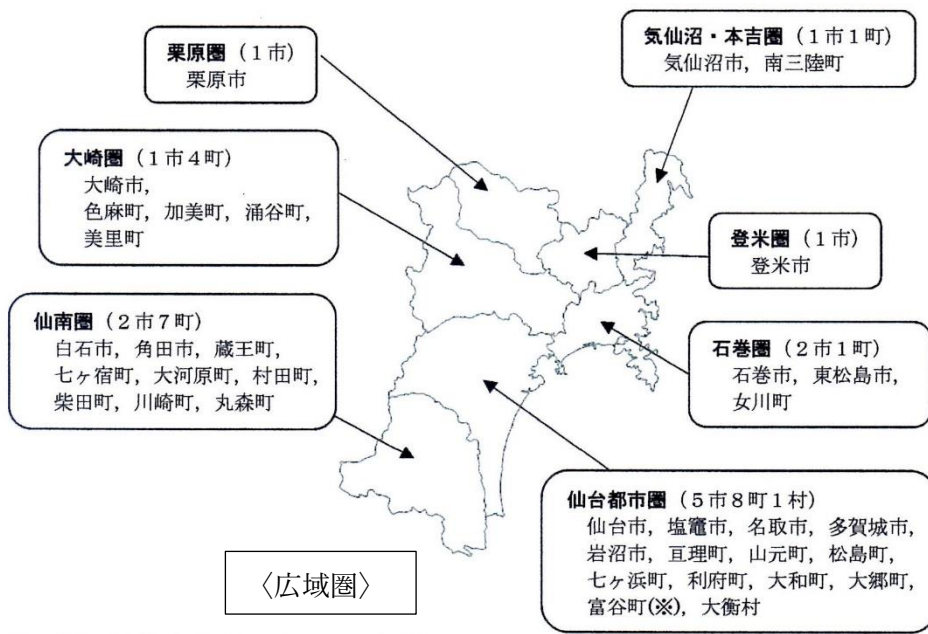 栗原圏（１市）
栗原市
気仙沼・本吉圏（１市１町）
気仙沼市，南三陸町
大崎圏（１市４町）
大崎市，
色麻町，加美町，涌谷町，
美里町
登米圏（１市）
登米市
仙南圏（２市７町）
白石市，角田市，蔵王町，
七ヶ宿町，大河原町，村田町，
柴田町，川崎町，丸森町
石巻圏（２市１町）
石巻市，東松島市，
女川町
仙台都市圏（５市８町１村）
仙台市，塩竈市，名取市，多賀城市，
岩沼市，亘理町，山元町，松島町，
七ヶ浜町，利府町，大和町，大郷町，
富谷町(※)，大衡村
〈広域圏〉